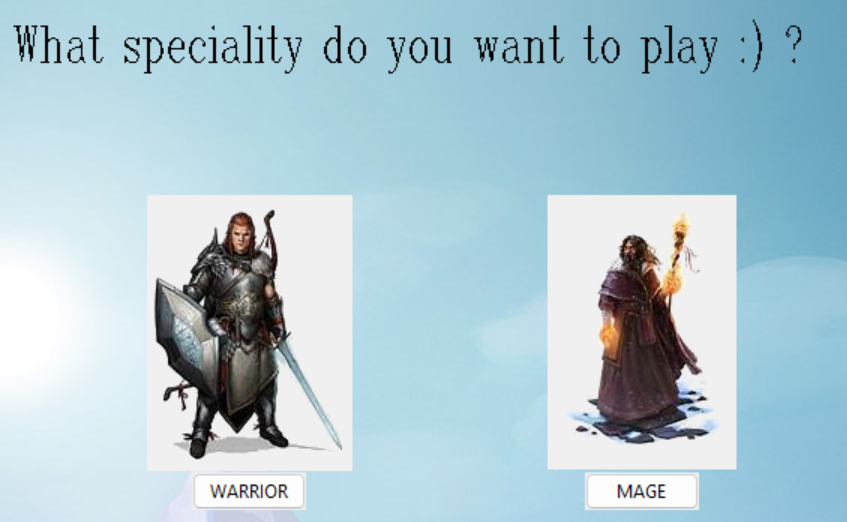 What speciality do you want to play :) ?
WARRIOR
MAGE